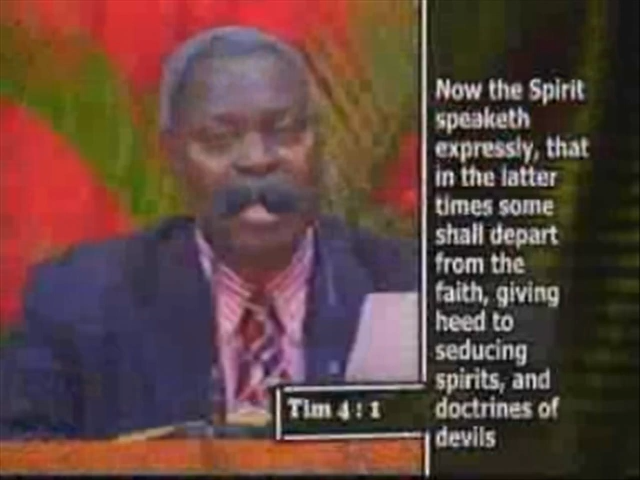 Now the Spirit
speaketh
expressly, that
in the latter
times some
shall depart
from the
faith, giving
heed to
seducing
spirits, and
doctrines of
devils
Tim 4 : 1